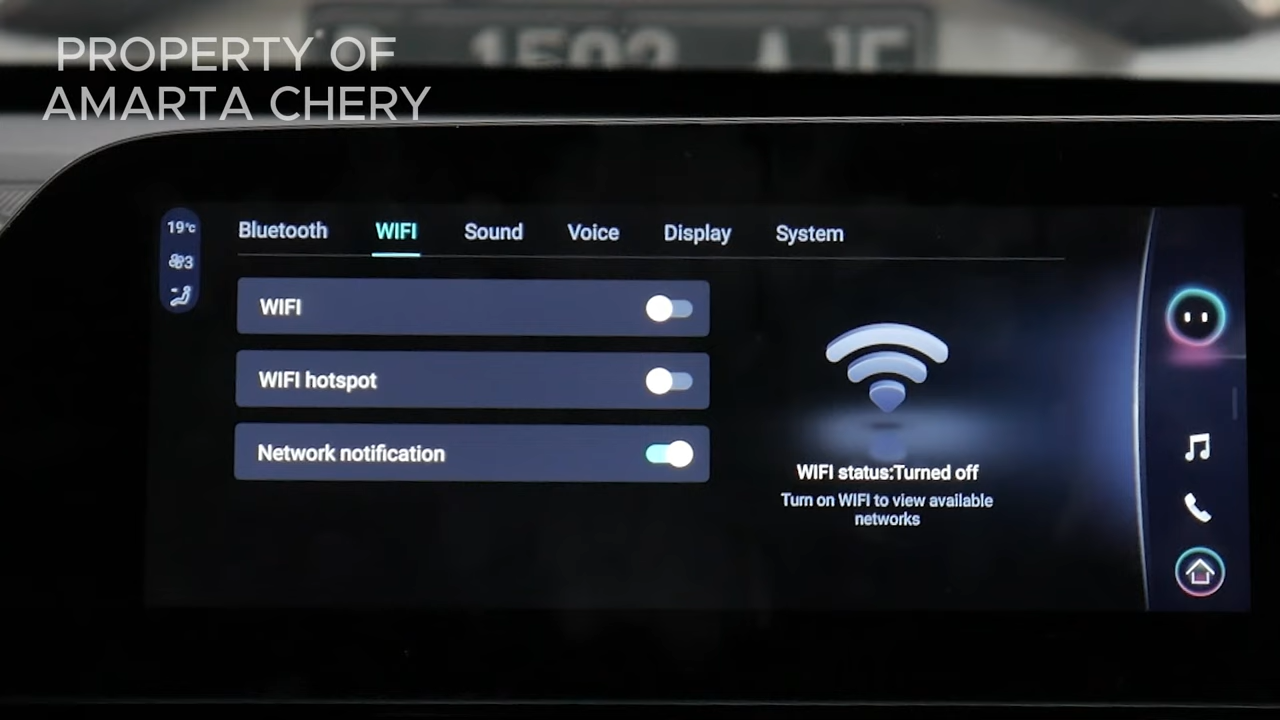 PROPERTY OF
AMARTA CHERY
19°c
3
Bluetooth
WIFI
Sound
Voice
Display
System
WIFI
WIFI hotspot
Network notification
WIFI status:Turned off
Turn on WIFI to view available
networks